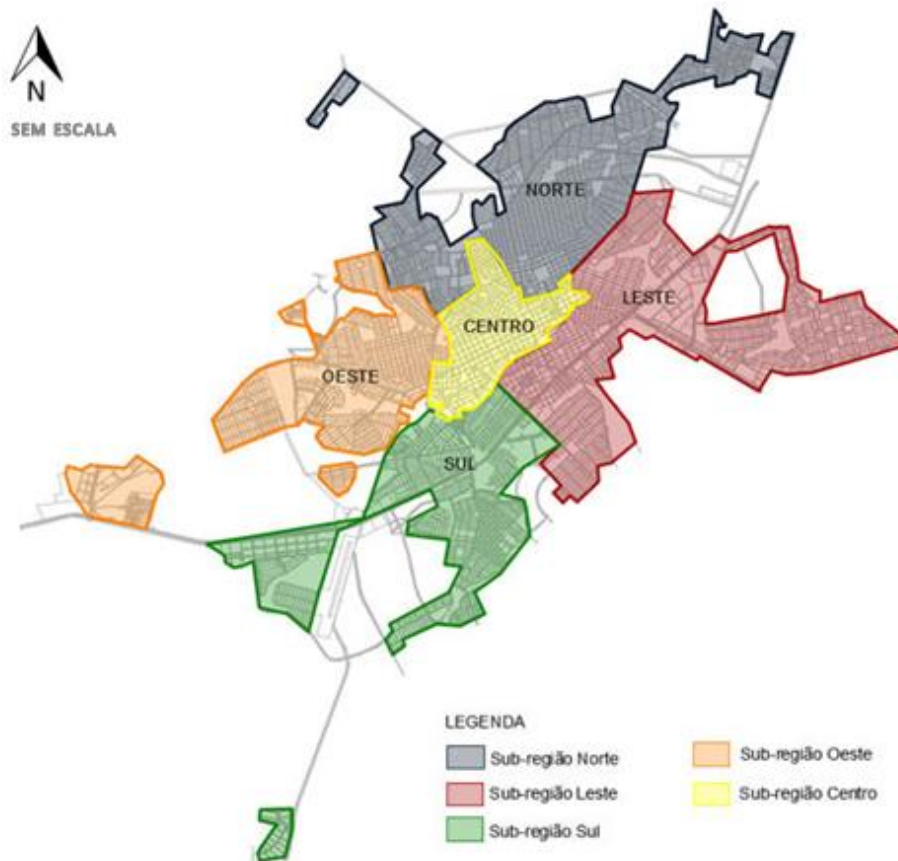 N
SEM ESCALA
NORTE
LESTE
CENTRO
OESTE
SUL
LEGENDA
Sub-região Norte
Sub-região Oeste
Sub-região Leste
Sub-região Centro
Sub-região Sul